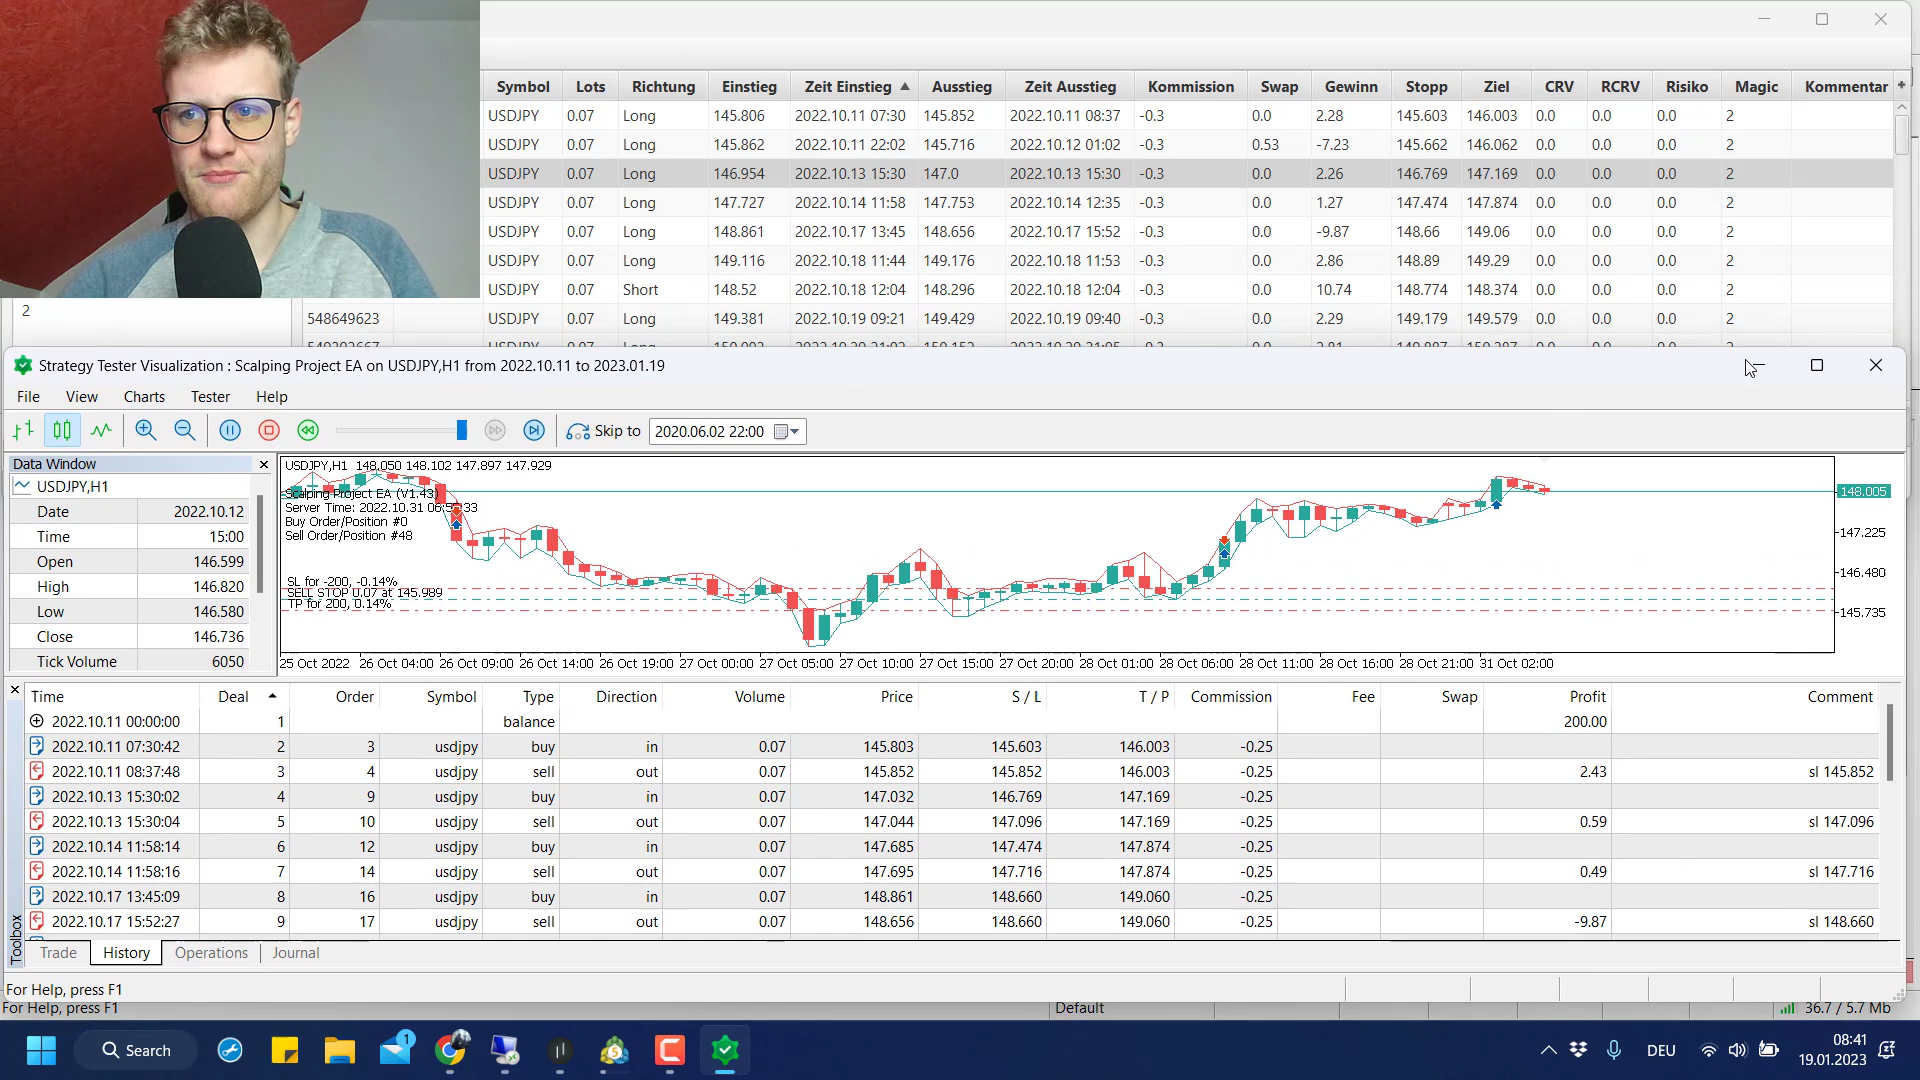 Symbol Lots Richtung Einstieg Zeit Einstieg Ausstieg Zeit Ausstieg Kommission Swap Gewinn Stopp Ziel CRV RCRV Risiko Magic Kommentar +
USDJPY 0.07 Long 145.806 2022.10.11 07:30 145.852 2022.10.11 08:37 -0.3 0.0 2.28 145.603 146.003 0.0 0.0 0.0 2
USDJPY 0.07 Long 145.862 2022.10.11 22:02 145.716 2022.10.12 01:02 -0.3 0.53 -7.23 145.662 146.062 0.0 0.0 0.0 2
USDJPY 0.07 Long 146.954 2022.10.13 15:30 147.0 2022.10.13 15:30 -0.3 0.0 2.26 146.769 147.169 0.0 0.0 0.0 2
USDJPY 0.07 Long 147.727 2022.10.14 11:58 147.753 2022.10.14 12:35 -0.3 0.0 1.27 147.474 147.874 0.0 0.0 0.0 2
USDJPY 0.07 Long 148.861 2022.10.17 13:45 148.656 2022.10.17 15:52 -0.3 0.0 -9.87 148.66 149.06 0.0 0.0 0.0 2
USDJPY 0.07 Long 149.116 2022.10.18 11:44 149.176 2022.10.18 11:53 -0.3 0.0 2.86 148.89 149.29 0.0 0.0 0.0 2
USDJPY 0.07 Short 148.52 2022.10.18 12:04 148.296 2022.10.18 12:04 -0.3 0.0 10.74 148.774 148.374 0.0 0.0 0.0 2
2 548649623 USDJPY 0.07 Long 149.381 2022.10.19 09:21 149.429 2022.10.19 09:40 -0.3 0.0 2.29 149.179 149.579 0.0 0.0 0.0 2
Strategy Tester Visualization : Scalping Project EA on USDJPY,H1 from 2022.10.11 to 2023.01.19
File View Charts Tester Help
Skip to 2020.06.02 22:00
Data Window
USDJPY,H1
Date 2022.10.12
Time 15:00
Open 146.599
High 146.820
Low 146.580
Close 146.736
Tick Volume 6050
USDJPY,H1 148.050 148.102 147.897 147.929
Scalping Project EA (V1.43)
Server Time: 2022.10.31 33
Buy Order/Position #0
Sell Order/Position #48
SL for -200, -0.14%
SELL STOP 0.07 at 145.989
TP for 200, 0.14%
148.005
147.225
146.480
145.735
25 Oct 2022 26 Oct 04:00 26 Oct 09:00 26 Oct 14:00 26 Oct 19:00 27 Oct 00:00 27 Oct 05:00 27 Oct 10:00 27 Oct 15:00 27 Oct 20:00 28 Oct 01:00 28 Oct 06:00 28 Oct 11:00 28 Oct 16:00 28 Oct 21:00 31 Oct 02:00
Time Deal Order Symbol Type Direction Volume Price S / L T / P Commission Fee Swap Profit Comment
2022.10.11 00:00:00 1 balance 200.00
2022.10.11 07:30:42 2 3 usdjpy buy in 0.07 145.803 145.603 146.003 -0.25
2022.10.11 08:37:48 3 4 usdjpy sell out 0.07 145.852 145.852 146.003 -0.25 2.43 sl 145.852
2022.10.13 15:30:02 4 9 usdjpy buy in 0.07 147.032 146.769 147.169 -0.25
2022.10.13 15:30:04 5 10 usdjpy sell out 0.07 147.044 147.096 147.169 -0.25 0.59 sl 147.096
2022.10.14 11:58:14 6 12 usdjpy buy in 0.07 147.685 147.474 147.874 -0.25
2022.10.14 11:58:16 7 14 usdjpy sell out 0.07 147.695 147.716 147.874 -0.25 0.49 sl 147.716
2022.10.17 13:45:09 8 16 usdjpy buy in 0.07 148.861 148.660 149.060 -0.25
2022.10.17 15:52:27 9 17 usdjpy sell out 0.07 148.656 148.660 149.060 -0.25 -9.87 sl 148.660
Toolbox
Trade History Operations Journal
For Help, press F1
For Help, press F1 Default 36.7 / 5.7 Mb
Search 1 DEU 08:41
19.01.2023